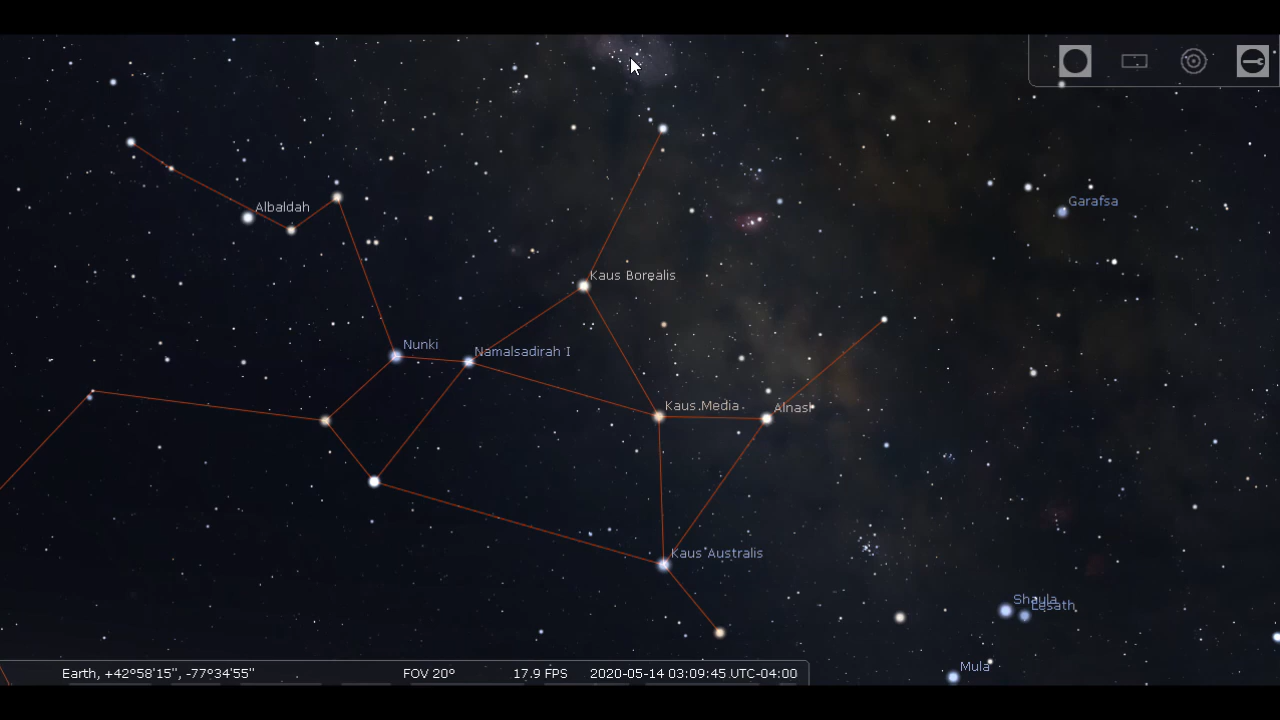 Garafsa
Albaldah
Kaus Borealis
Nunki
Namalsadirah I
Kaus Media
Alnasl
Kaus Australis
Shaula
Lesath
Mula
Earth, +42°58'15", -77°34'55" FOV 20° 17.9 FPS 2020-05-14 03:09:45 UTC-04:00